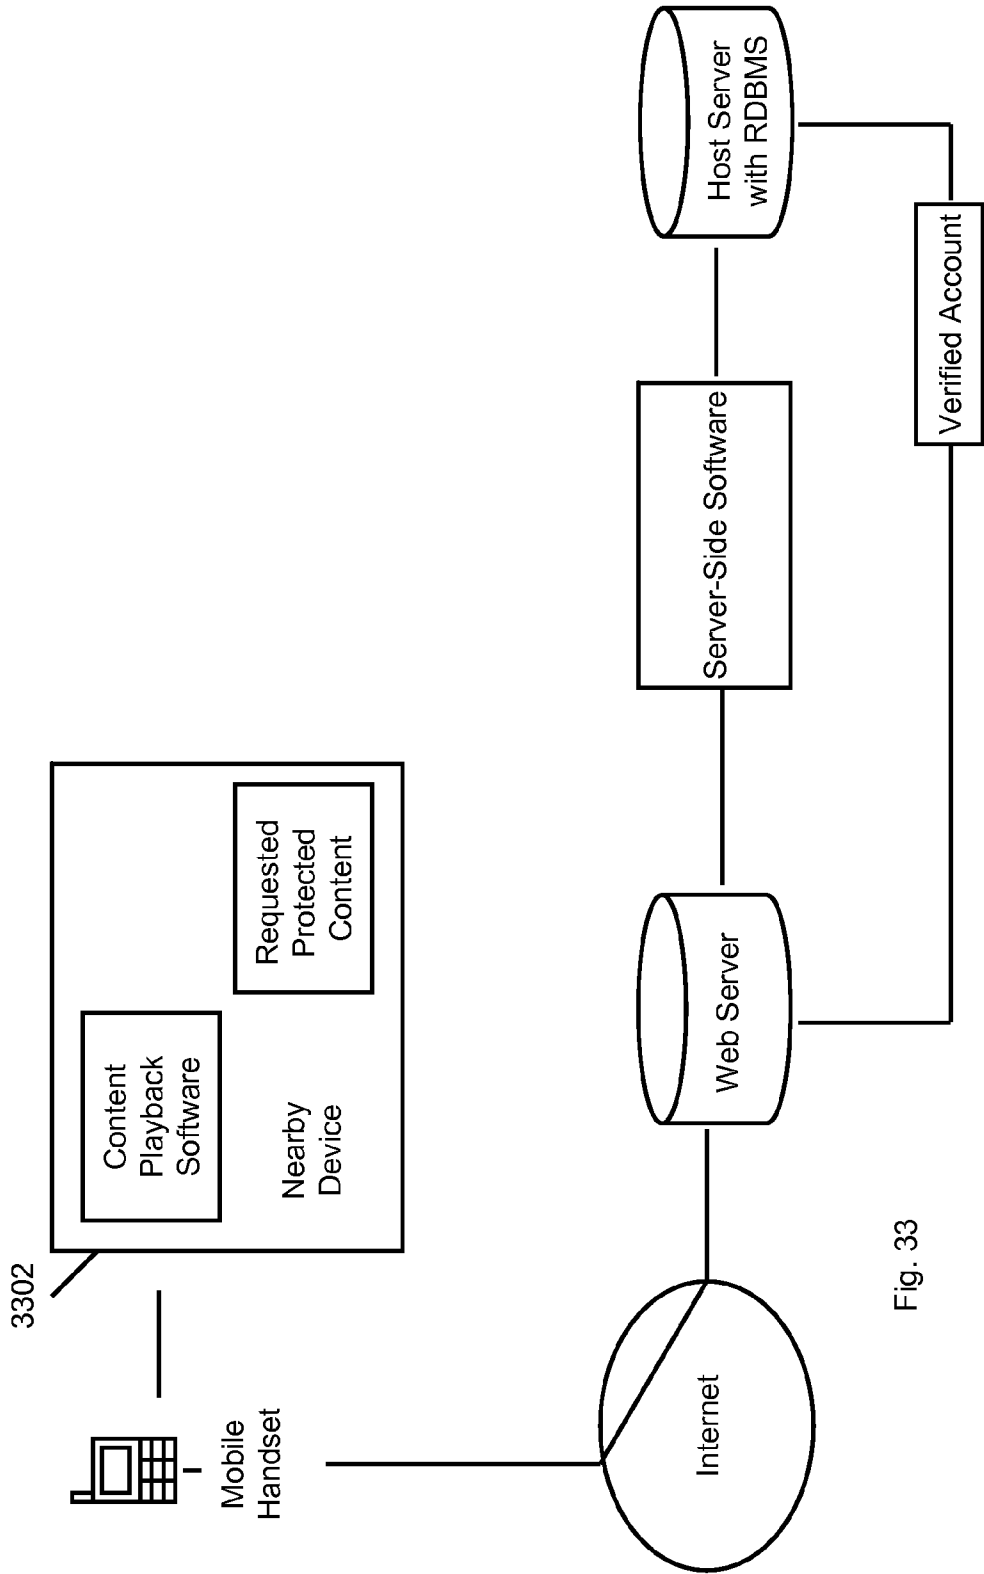 3302
Content
Playback
Software
Nearby
Device
Requested
Protected
Content
Mobile
Handset
Internet
Web Server
Server-Side Software
Host Server
with RDBMS
Verified Account
Fig. 33